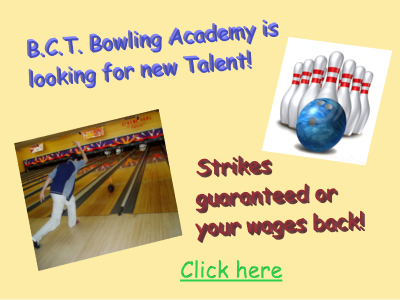 B.C.T. Bowling Academy is
looking for new Talent!
Strikes
guaranteed or
your wages back!
Click here